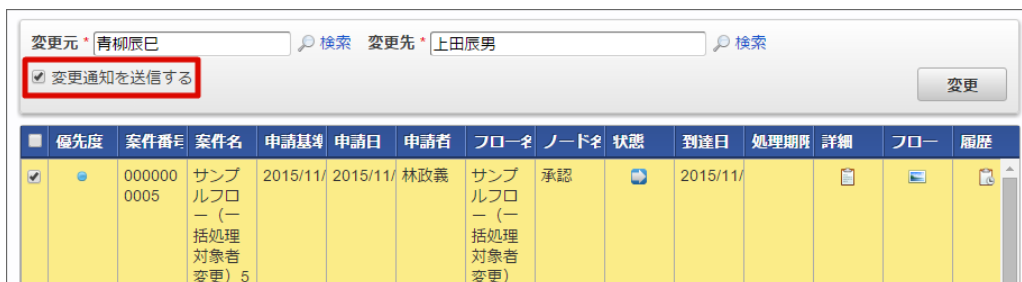 変更元 * 青柳辰巳 検索 変更先 * 上田辰男 検索
変更通知を送信する
変更
優先度 案件番号 案件名 申請基準 申請日 申請者 フロー名 ノード名 状態 到達日 処理期限 詳細 フロー 履歴
000000 サンプ 2015/11/ 2015/11/ 林政義 サンプ 承認 2015/11/
0005 ルフロ ルフロ
ー（一 ー（一
括処理 括処理
対象者 対象者
変更）5 変更）